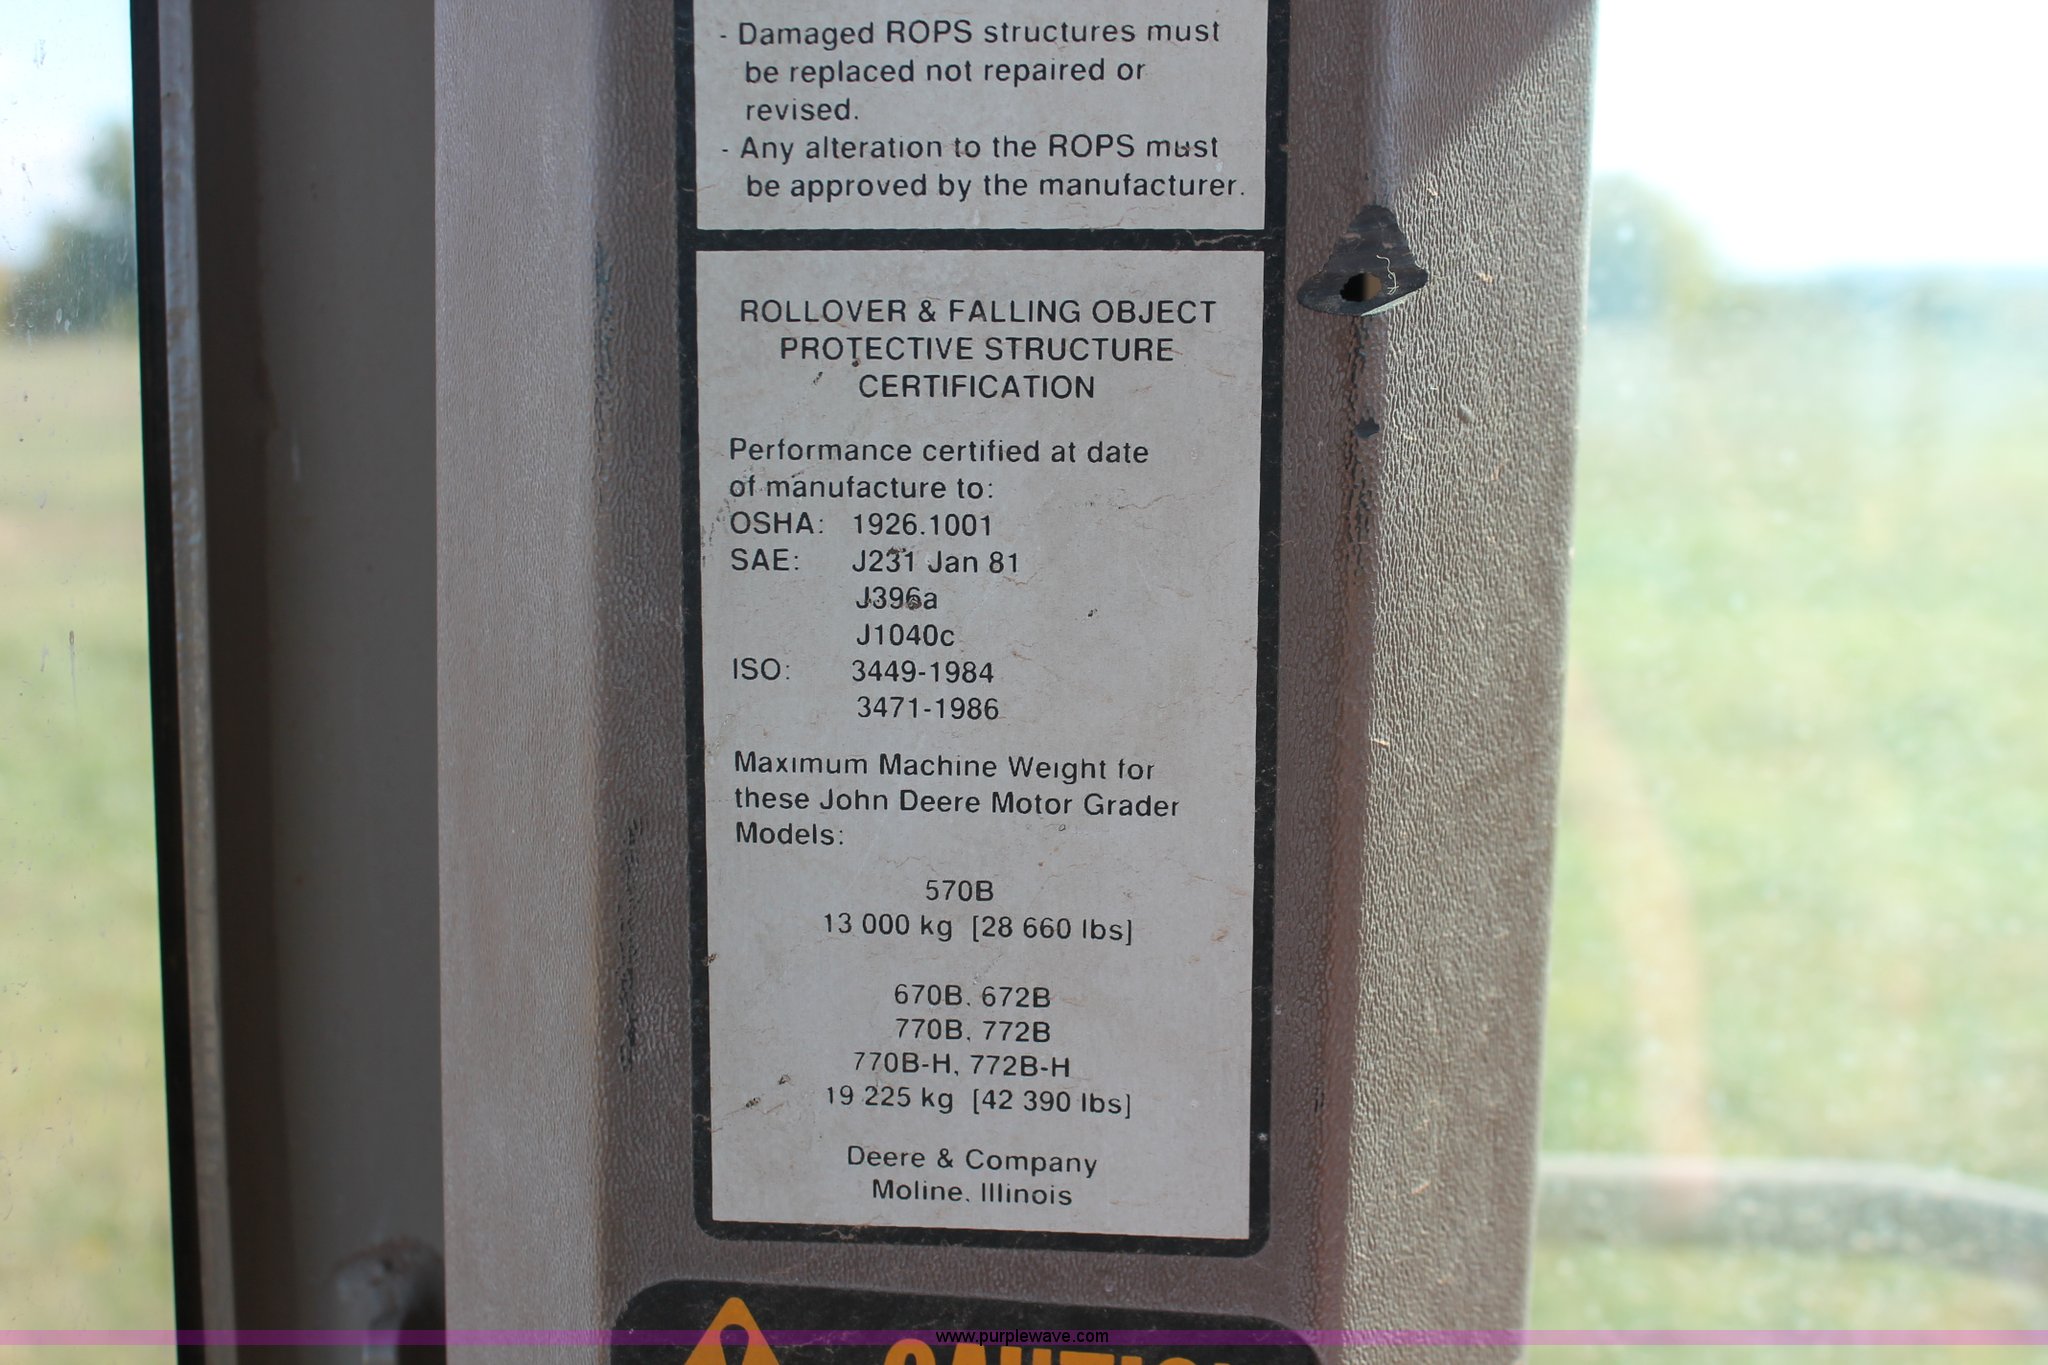 - Damaged ROPS structures must
be replaced not repaired or
revised.
- Any alteration to the ROPS must
be approved by the manufacturer.
ROLLOVER & FALLING OBJECT
PROTECTIVE STRUCTURE
CERTIFICATION
Performance certified at date
of manufacture to:
OSHA: 1926.1001
SAE: J231 Jan 81
J396a
J1040c
ISO: 3449-1984
3471-1986
Maximum Machine Weight for
these John Deere Motor Grader
Models:
570B
13 000 kg [28 660 lbs]
670B, 672B
770B, 772B
770B-H, 772B-H
19 225 kg [42 390 lbs]
Deere & Company
Moline, Illinois
CAUTION
www.purplewave.com